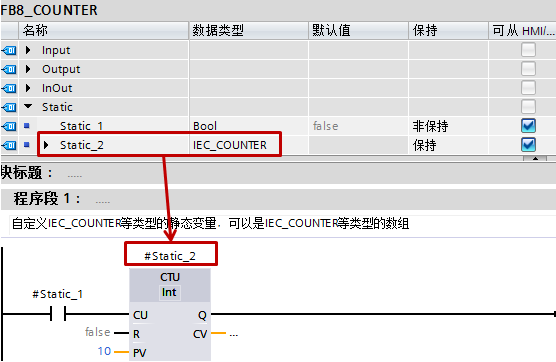 FB8_COUNTER
名称 数据类型 默认值 保持 可从 HMI/...
Input
Output
InOut
Static
Static_1 Bool false 非保持
Static_2 IEC_COUNTER 保持
块标题： .....
程序段 1： .....
自定义IEC_COUNTER等类型的静态变量，可以是IEC_COUNTER等类型的数组
#Static_2
CTU
Int
#Static_1
CU Q
false R CV ...
10 PV